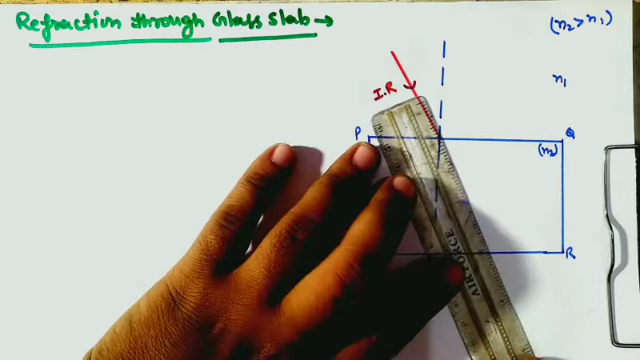 Refraction through Glass Slab →
(n₂ > n₁)
n₁
I.R
P
Q
(n₂)
R
AIR FORCE